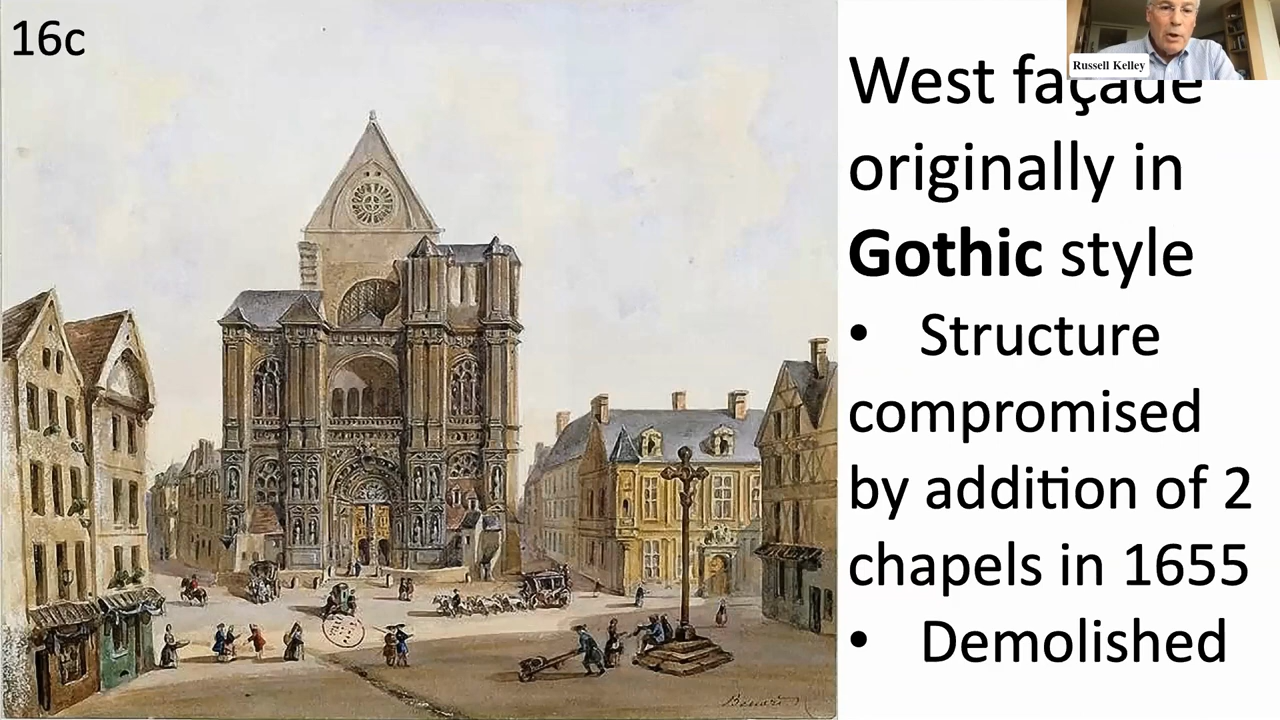 16c
Russell Kelley
West façade
originally in
Gothic style
• Structure
compromised
by addition of 2
chapels in 1655
• Demolished